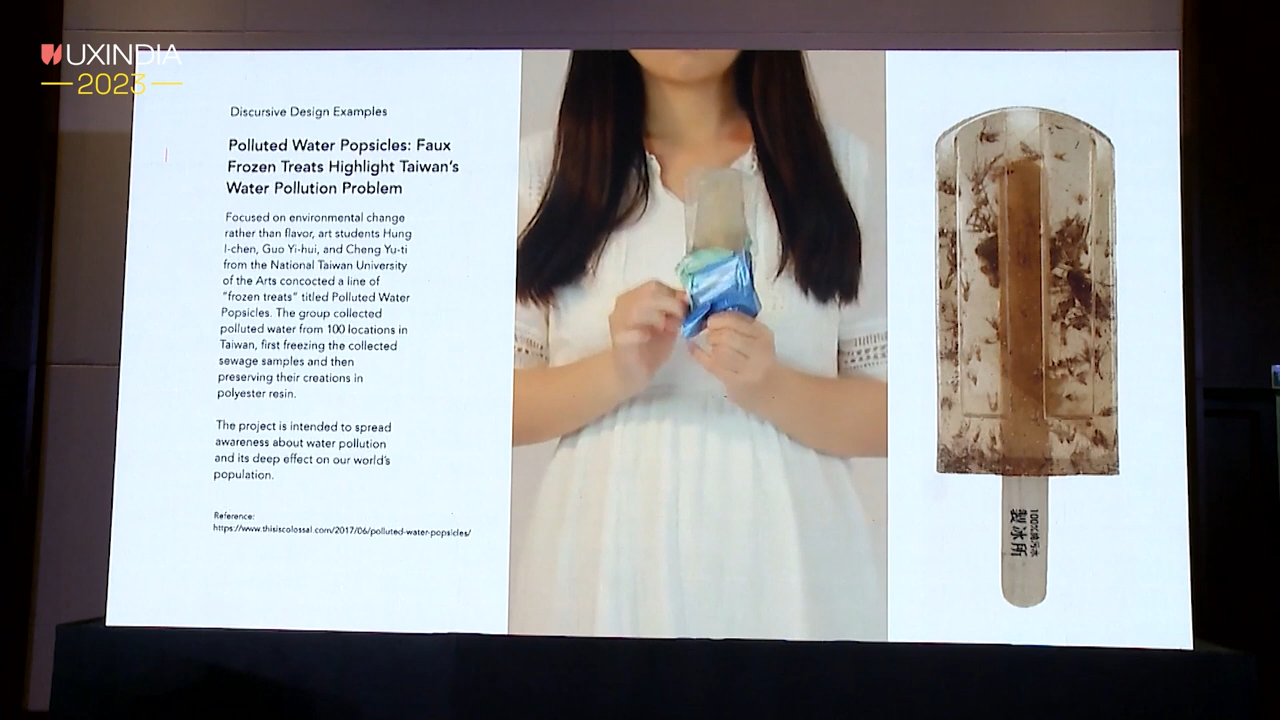 UXINDIA
2023
Discursive Design Examples
Polluted Water Popsicles: Faux
Frozen Treats Highlight Taiwan's
Water Pollution Problem
Focused on environmental change
rather than flavor, art students Hung
I-chen, Guo Yi-hui, and Cheng Yu-ti
from the National Taiwan University
of the Arts concocted a line of
"frozen treats" titled Polluted Water
Popsicles. The group collected
polluted water from 100 locations in
Taiwan, first freezing the collected
sewage samples and then
preserving their creations in
polyester resin.
The project is intended to spread
awareness about water pollution
and its deep effect on our world's
population.
Reference:
https://www.thisiscolossal.com/2017/06/polluted-water-popsicles/
100%純污水
製冰所